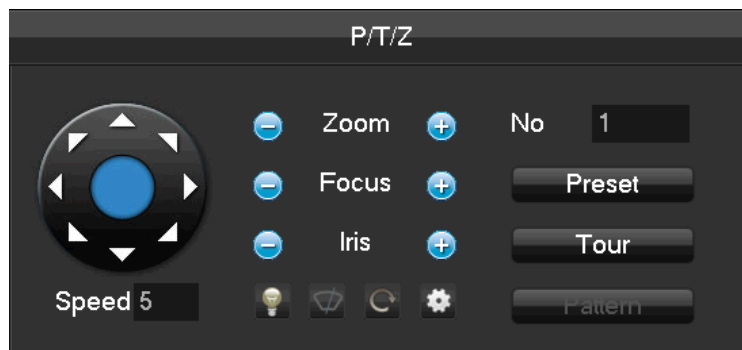 P/T/Z
Zoom No 1
Focus Preset
Iris Tour
Speed 5 Pattern